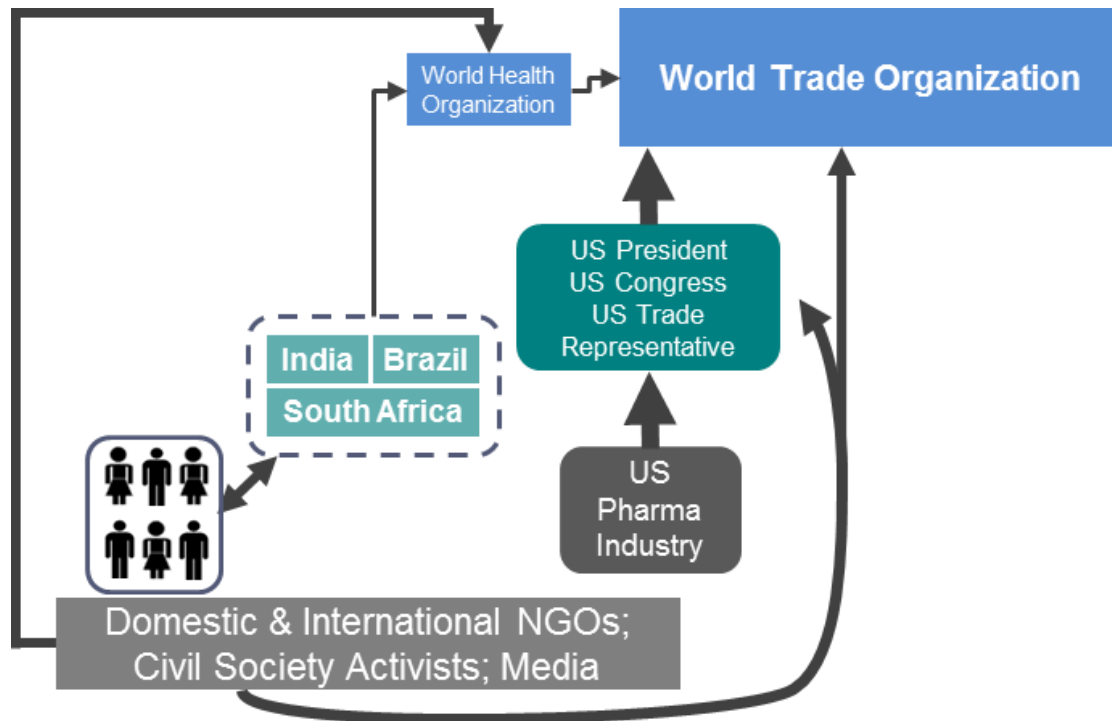 World Health
Organization
World Trade Organization
US President
US Congress
US Trade
Representative
India
Brazil
South Africa
US
Pharma
Industry
Domestic & International NGOs;
Civil Society Activists; Media